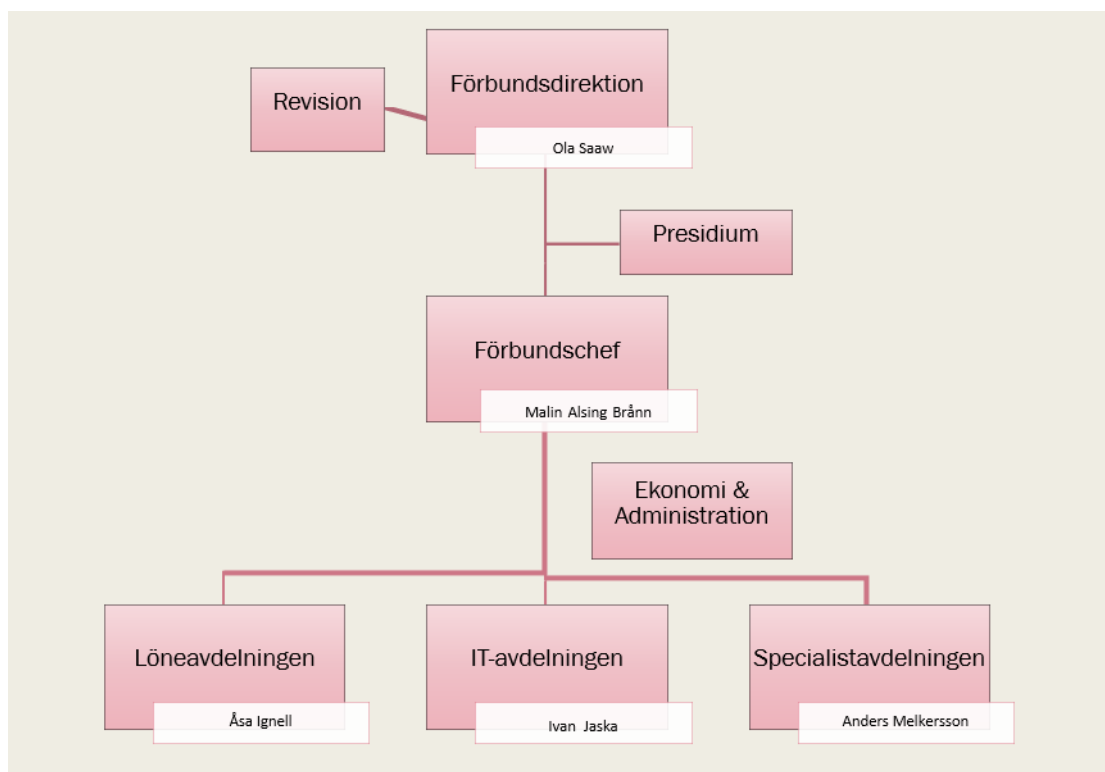 Förbundsdirektion
Revision
Ola Saaw
Presidium
Förbundschef
Malin Alsing Brånn
Ekonomi &
Administration
Löneavdelningen
IT-avdelningen
Specialistavdelningen
Åsa Ignell
Ivan Jaska
Anders Melkersson